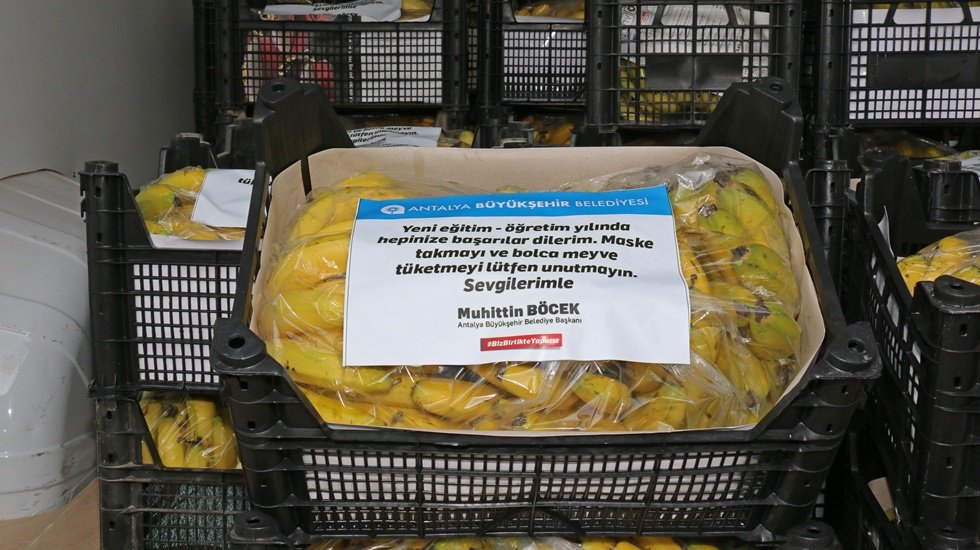 ANTALYA BÜYÜKŞEHİR BELEDİYESİ
Yeni eğitim - öğretim yılında
hepinize başarılar dilerim. Maske
takmayı ve bolca meyve
tüketmeyi lütfen unutmayın.
Sevgilerimle
Muhittin BÖCEK
Antalya Büyükşehir Belediye Başkanı
#BizBirlikteYaparız